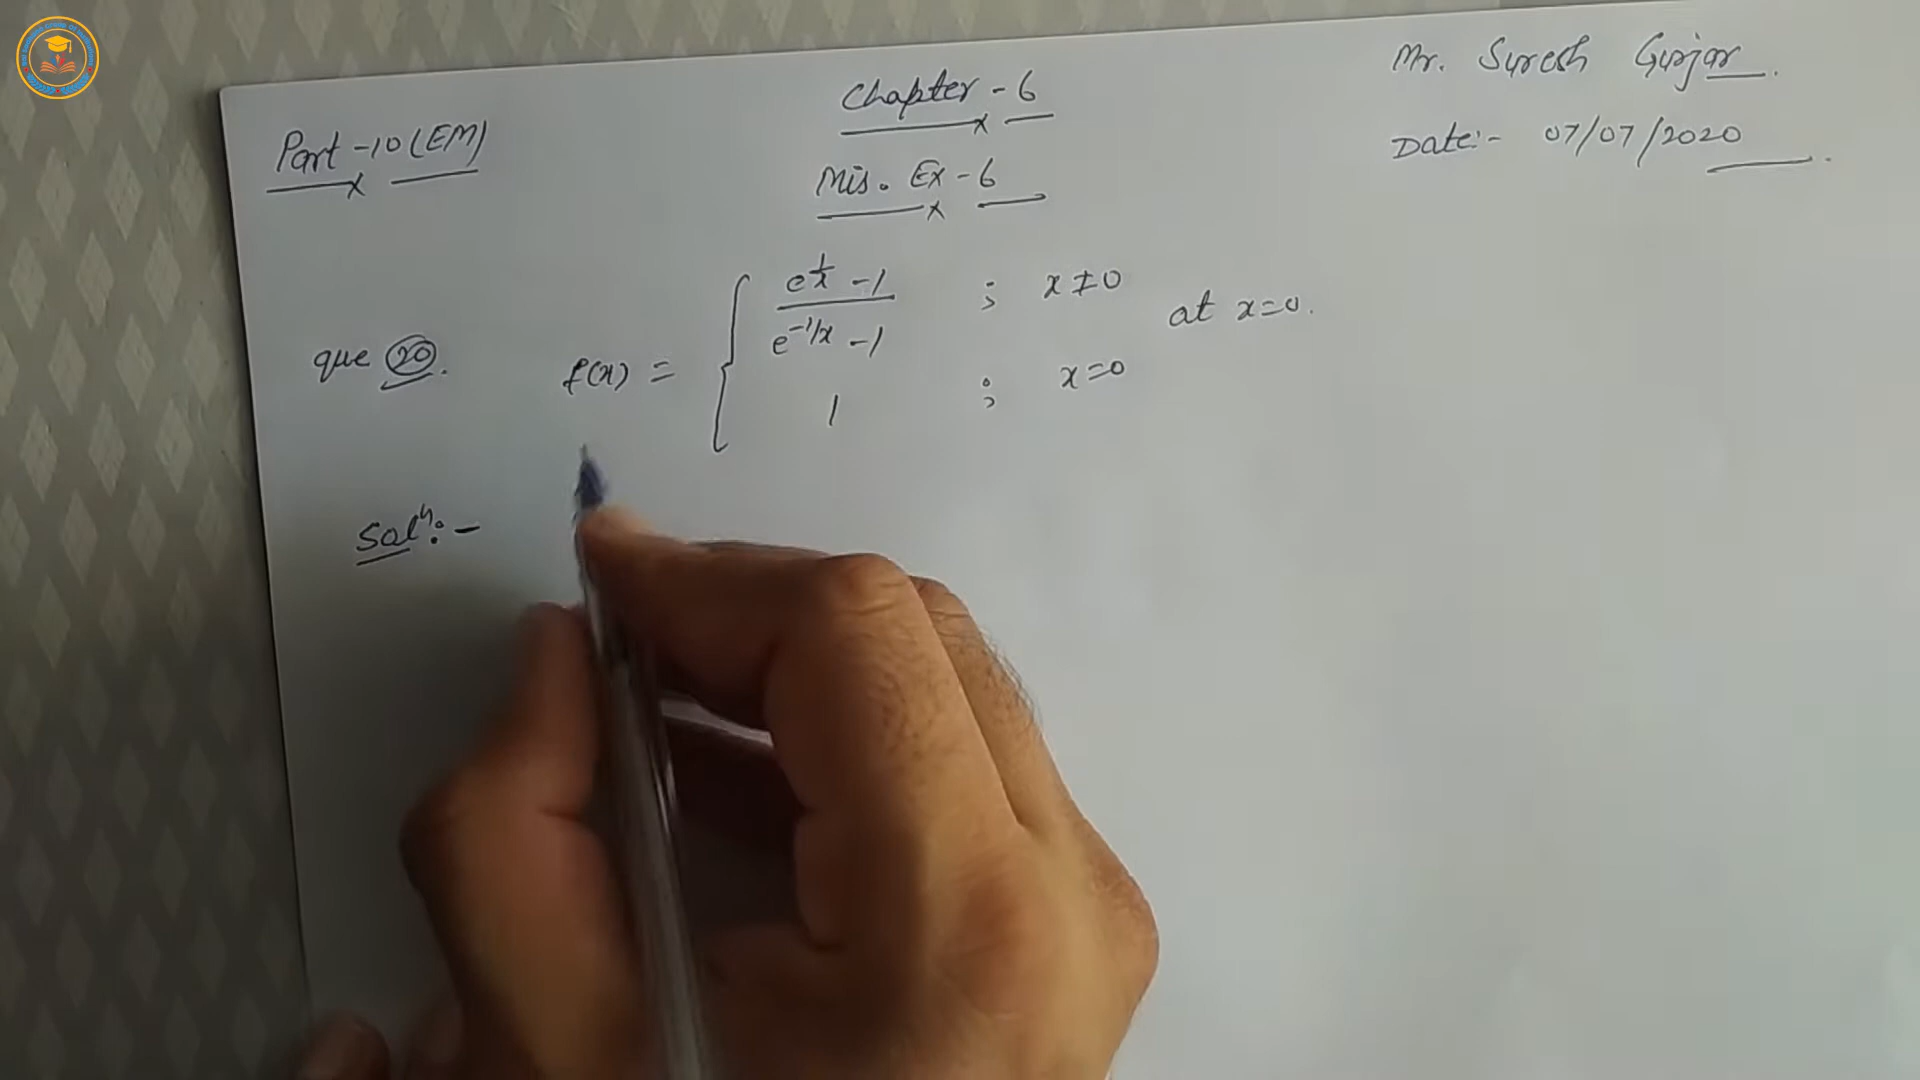 Part-10(EM)
Chapter-6
Mr. Suresh Gurjar.
Date:- 07/07/2020.
Mis. Ex-6
que 20. f(x) = { (e^{1/x} -1)/(e^{-1/x} -1) ; x≠0
1 ; x=0
at x=0.
Solⁿ:-